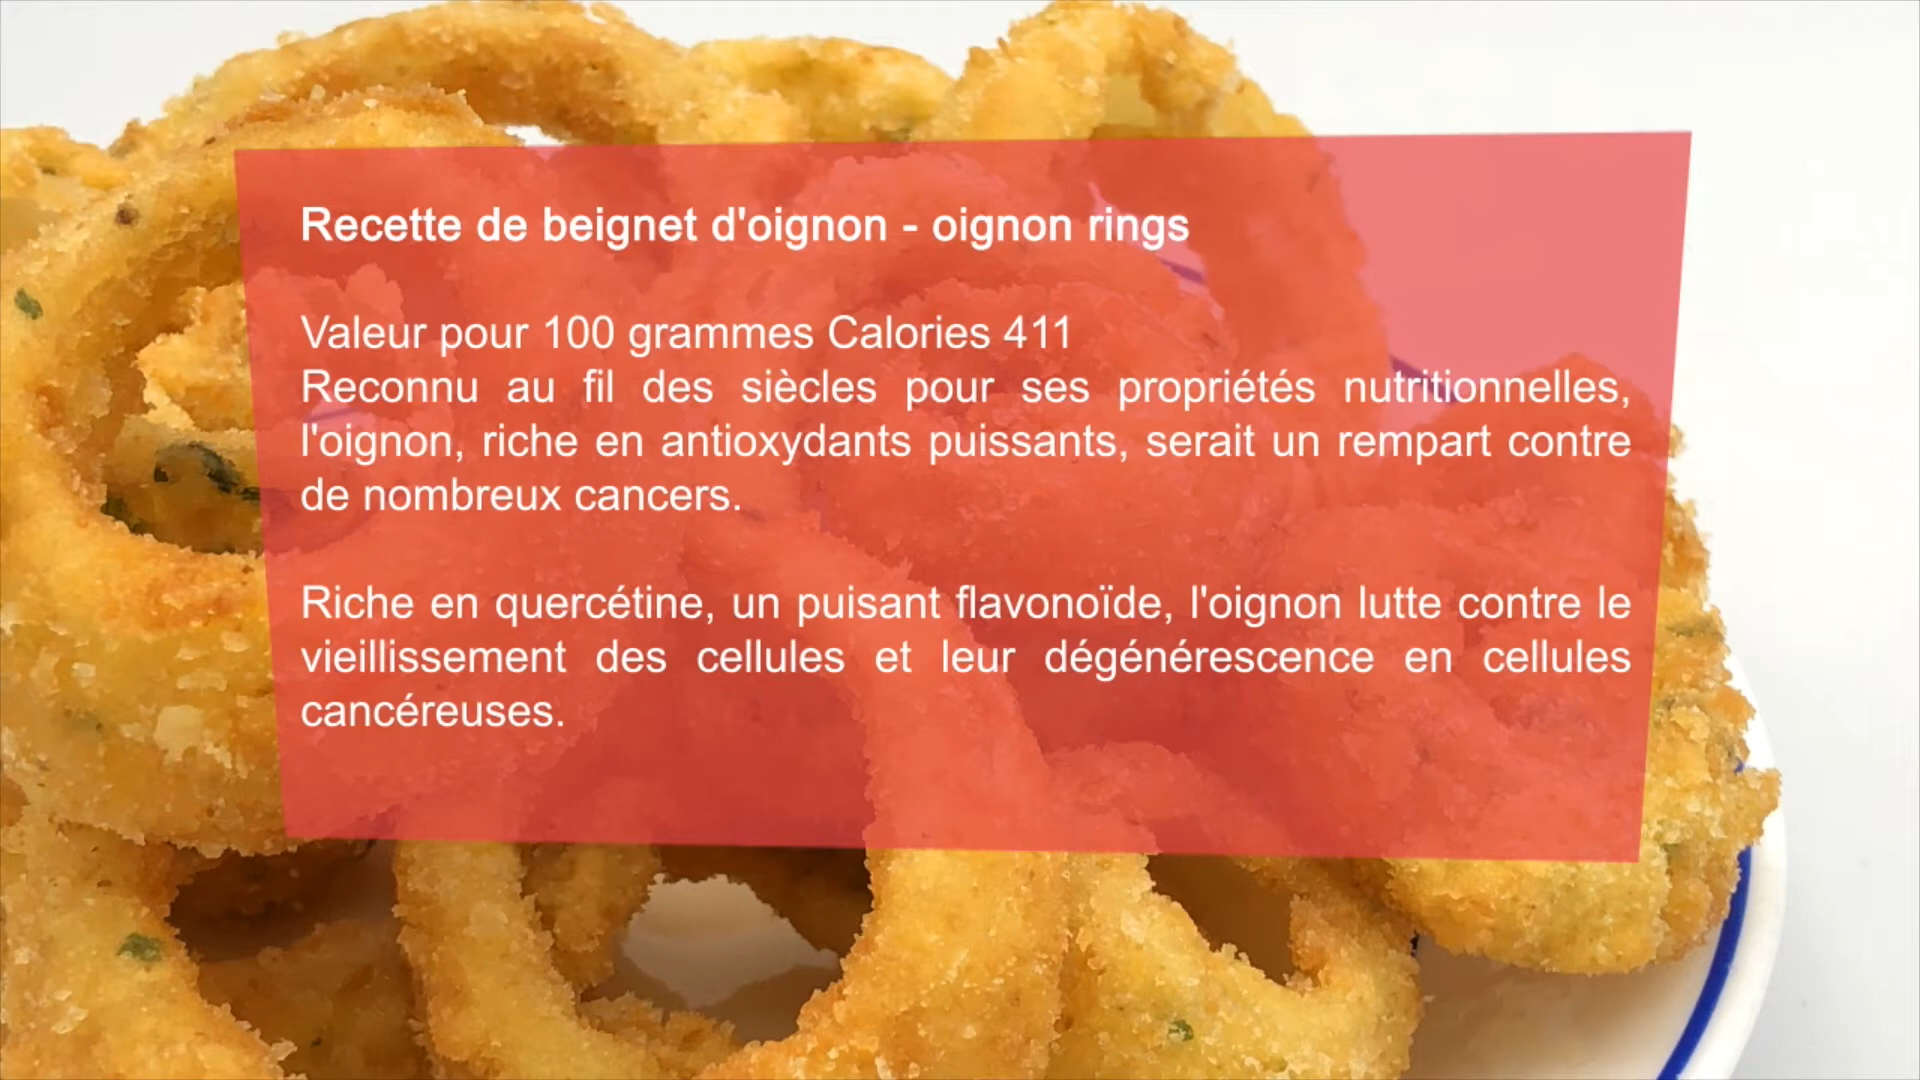 Recette de beignet d'oignon - oignon rings
Valeur pour 100 grammes Calories 411
Reconnu au fil des siècles pour ses propriétés nutritionnelles,
l'oignon, riche en antioxydants puissants, serait un rempart contre
de nombreux cancers.
Riche en quercétine, un puisant flavonoïde, l'oignon lutte contre le
vieillissement des cellules et leur dégénérescence en cellules
cancéreuses.